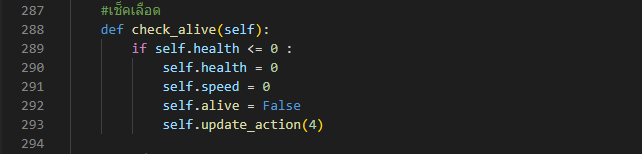 287 #เช็คเลือด
288 def check_alive(self):
289 if self.health <= 0 :
290 self.health = 0
291 self.speed = 0
292 self.alive = False
293 self.update_action(4)
294